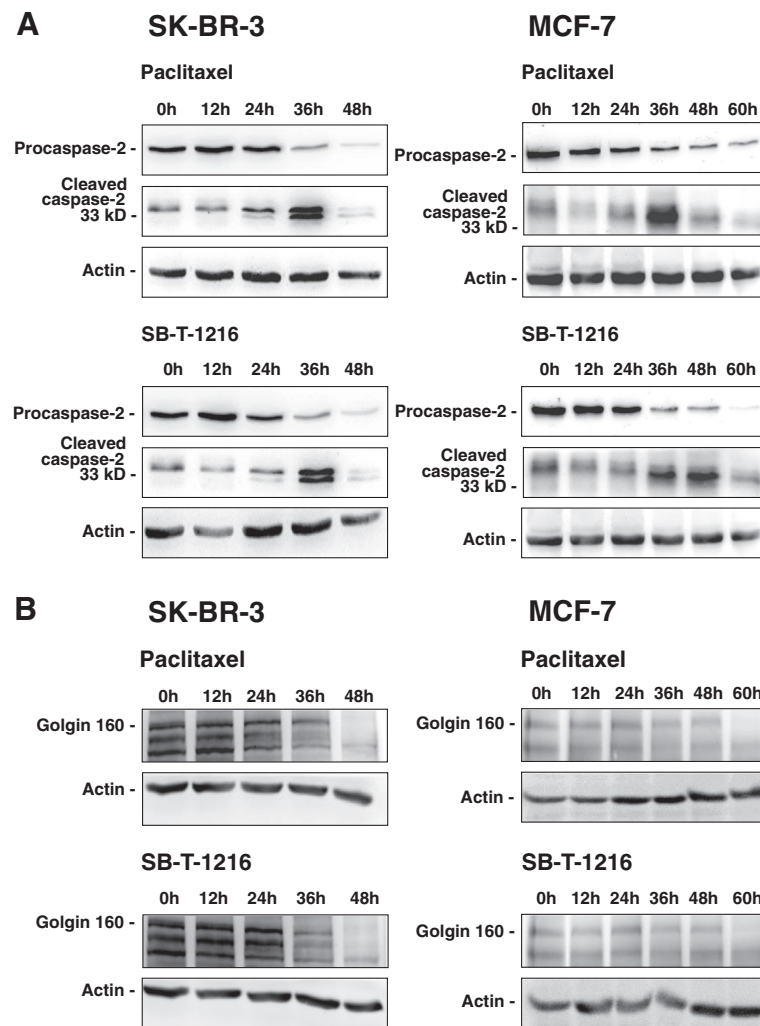 A
SK-BR-3
MCF-7
Paclitaxel
Paclitaxel
0h 12h 24h 36h 48h
0h 12h 24h 36h 48h 60h
Procaspase-2 -
Procaspase-2 -
Cleaved
caspase-2
33 kD -
Cleaved
caspase-2
33 kD -
Actin -
Actin -
SB-T-1216
SB-T-1216
0h 12h 24h 36h 48h
0h 12h 24h 36h 48h 60h
Procaspase-2 -
Procaspase-2 -
Cleaved
caspase-2
33 kD -
Cleaved
caspase-2
33 kD -
Actin -
Actin -
B
SK-BR-3
MCF-7
Paclitaxel
Paclitaxel
0h 12h 24h 36h 48h
0h 12h 24h 36h 48h 60h
Golgin 160 -
Golgin 160 -
Actin -
Actin -
SB-T-1216
SB-T-1216
0h 12h 24h 36h 48h
0h 12h 24h 36h 48h 60h
Golgin 160 -
Golgin 160 -
Actin -
Actin -